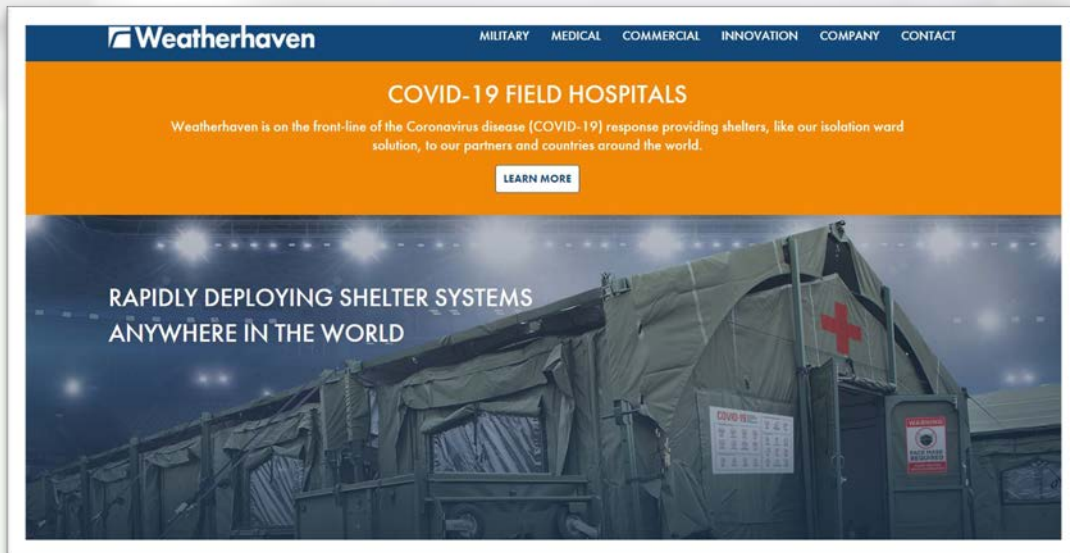 Weatherhaven
MILITARY MEDICAL COMMERCIAL INNOVATION COMPANY CONTACT
COVID-19 FIELD HOSPITALS
Weatherhaven is on the front-line of the Coronavirus disease (COVID-19) response providing shelters, like our isolation ward
solution, to our partners and countries around the world.
LEARN MORE
RAPIDLY DEPLOYING SHELTER SYSTEMS
ANYWHERE IN THE WORLD
COVID-19
WARNING
FACE MASK
REQUIRED